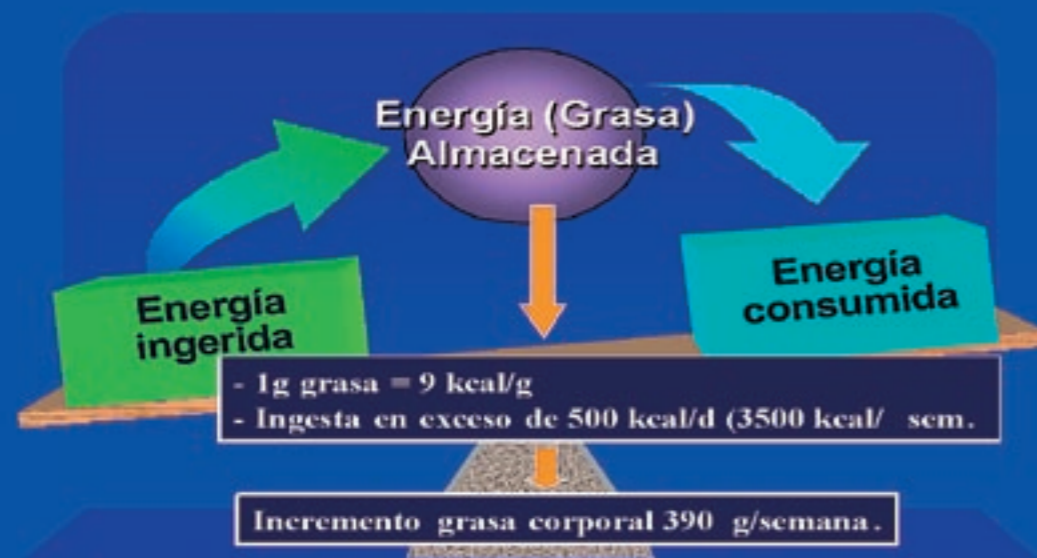 Energía (Grasa)
Almacenada
Energía
ingerida
Energía
consumida
- 1g grasa = 9 kcal/g
- Ingesta en exceso de 500 kcal/d (3500 kcal/ sem.
Incremento grasa corporal 390 g/semana.